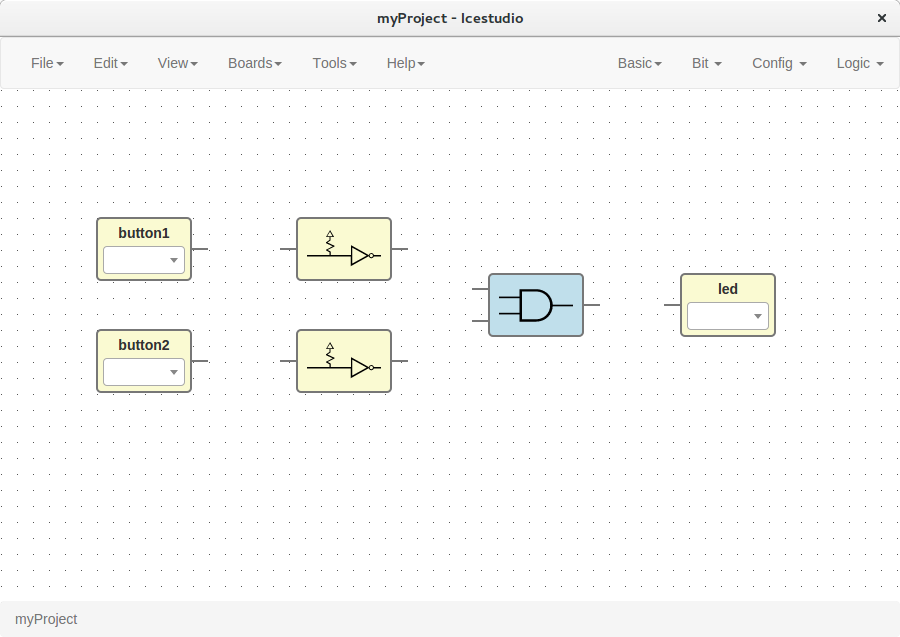 myProject - Icestudio
File Edit View Boards Tools Help Basic Bit Config Logic
button1
led
button2
myProject